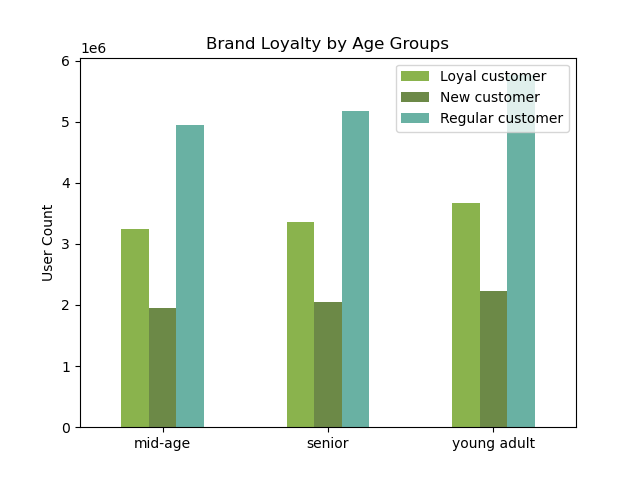 Brand Loyalty by Age Groups
1e6
6
5
4
3
2
1
0
User Count
Loyal customer
New customer
Regular customer
mid-age
senior
young adult